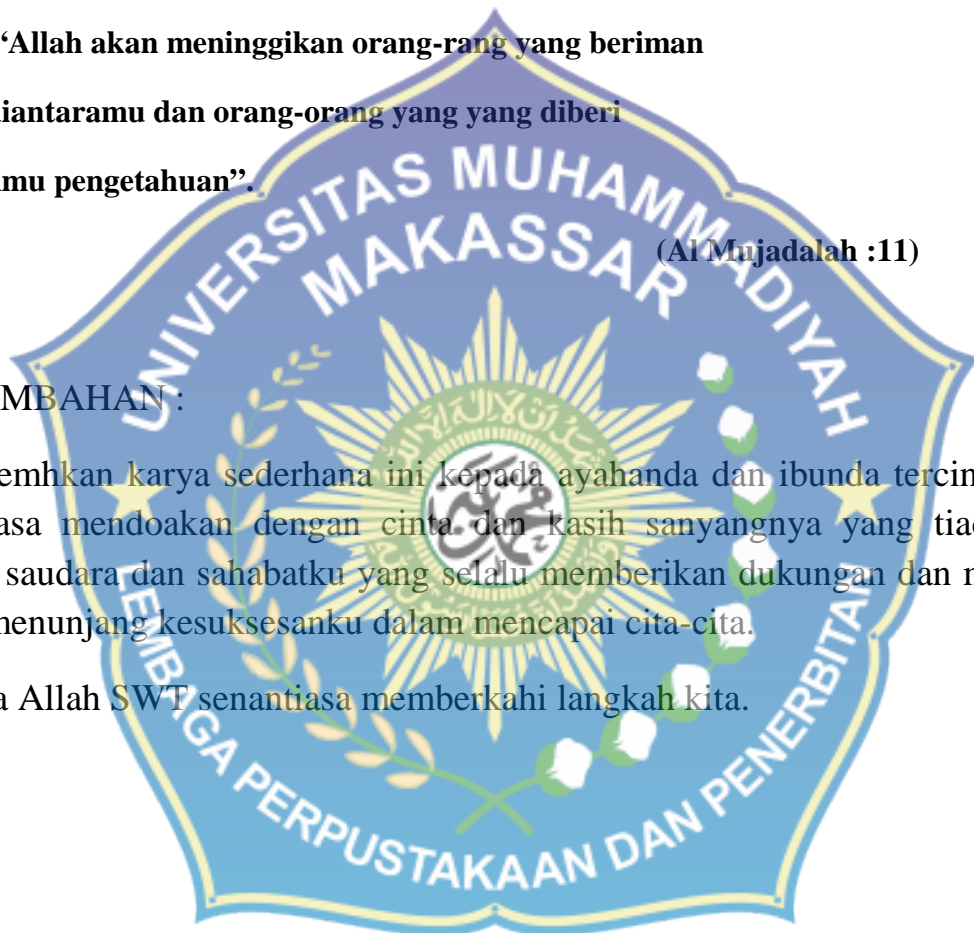 “Allah akan meninggikan orang-rang yang beriman
diantaramu dan orang-orang yang yang diberi
mu pengetahuan”.
(Al Mujadalah :11)
MBAHAN :
emhkan karya sederhana ini kepada ayahanda dan ibunda tercin
asa mendoakan dengan cinta dan kasih sanyangnya yang tia
saudara dan sahabatku yang selalu memberikan dukungan dan
menunjang kesuksesanku dalam mencapai cita-cita.
a Allah SWT senantiasa memberkahi langkah kita.
UNIVERSITAS MUHAMMADIYAH
MAKASSAR
LEMBAGA PERPUSTAKAAN DAN PENERBITAN